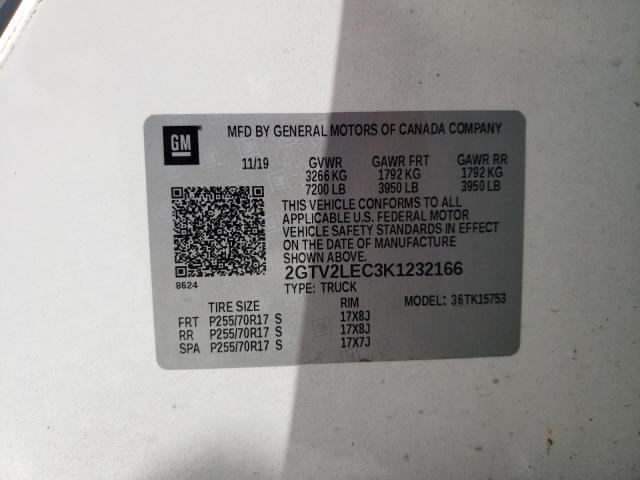 GM
MFD BY GENERAL MOTORS OF CANADA COMPANY
11/19 GVWR GAWR FRT GAWR RR
3266 KG 1792 KG 1792 KG
7200 LB 3950 LB 3950 LB
THIS VEHICLE CONFORMS TO ALL
APPLICABLE U.S. FEDERAL MOTOR
VEHICLE SAFETY STANDARDS IN EFFECT
ON THE DATE OF MANUFACTURE
SHOWN ABOVE.
8624
2GTV2LEC3K1232166
TYPE: TRUCK
MODEL: 36TK15753
TIRE SIZE RIM
FRT P255/70R17 S 17X8J
RR P255/70R17 S 17X8J
SPA P255/70R17 S 17X7J